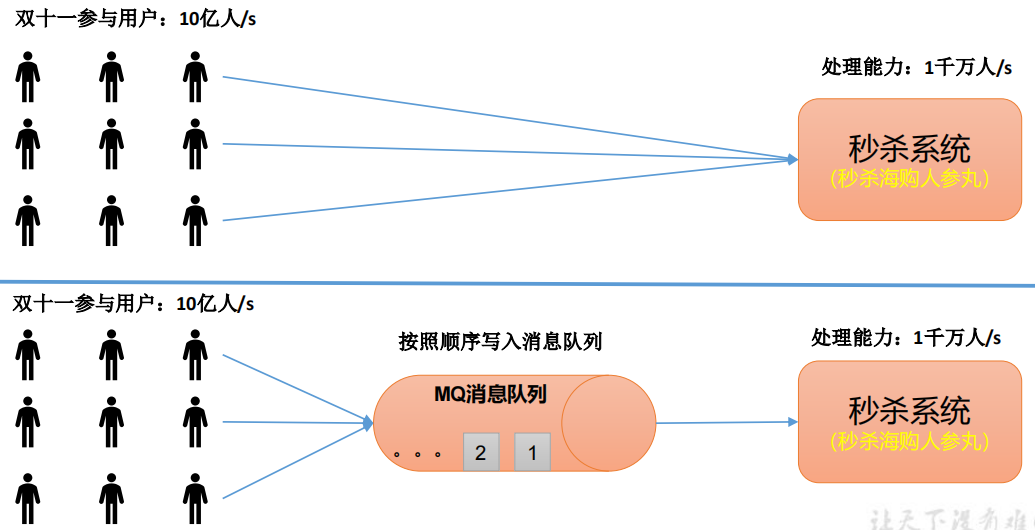 双十一参与用户：10亿人/s
处理能力：1千万人/s
秒杀系统
(秒杀海购人参丸）
双十一参与用户：10亿人/s
按照顺序写入消息队列
处理能力：1千万人/s
MQ消息队列
。。。 2 1
秒杀系统
(秒杀海购人参丸）
让天下没有难